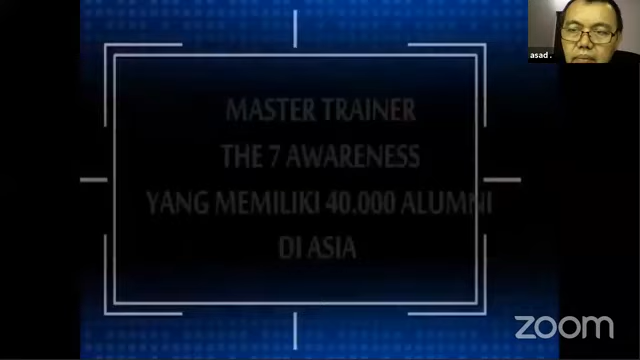 asad .
MASTER TRAINER
THE 7 AWARENESS
YANG MEMILIKI 40.000 ALUMNI
DI ASIA
zoom